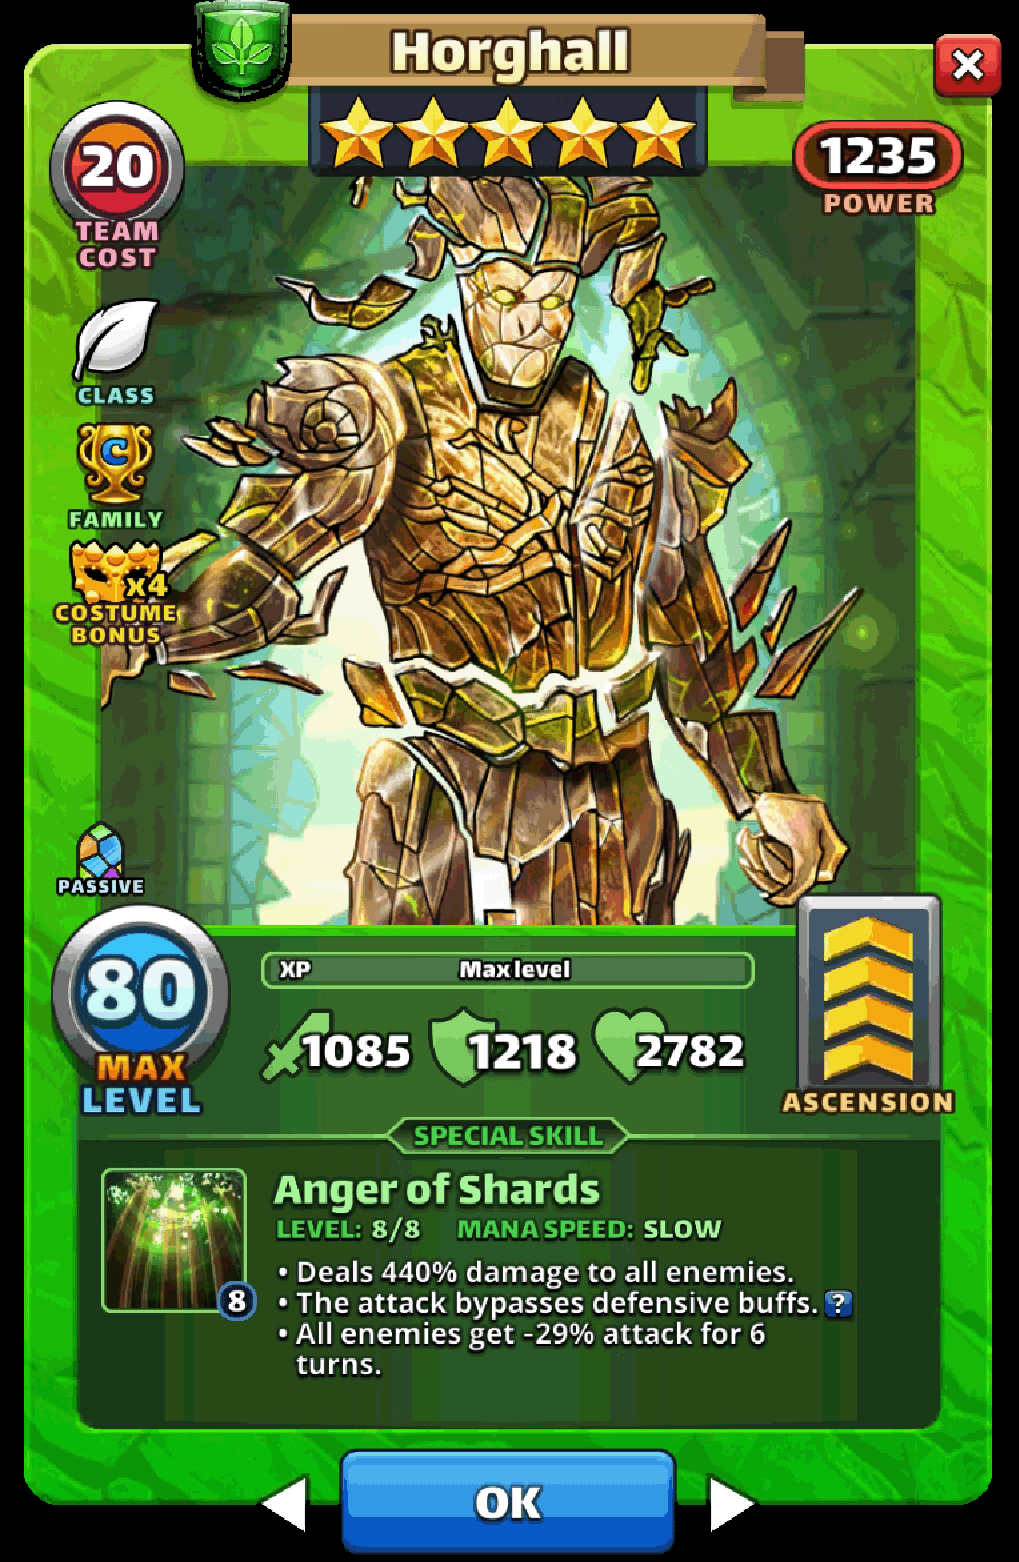 Horghall
20
TEAM
COST
1235
POWER
CLASS
C
FAMILY
x4
COSTUME
BONUS
PASSIVE
80
MAX
LEVEL
XP Max level
1085 1218 2782
ASCENSION
SPECIAL SKILL
Anger of Shards
LEVEL: 8/8 MANA SPEED: SLOW
8
• Deals 440% damage to all enemies.
• The attack bypasses defensive buffs. ?
• All enemies get -29% attack for 6
turns.
OK